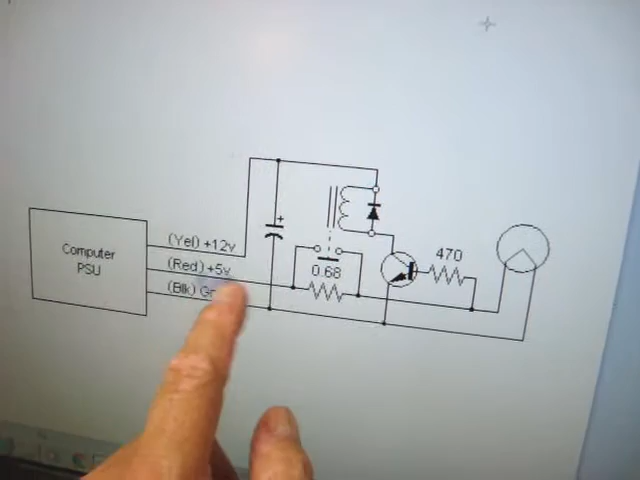 Computer
PSU
(Yel) +12v
(Red) +5v
(Blk)
+
0.68
470